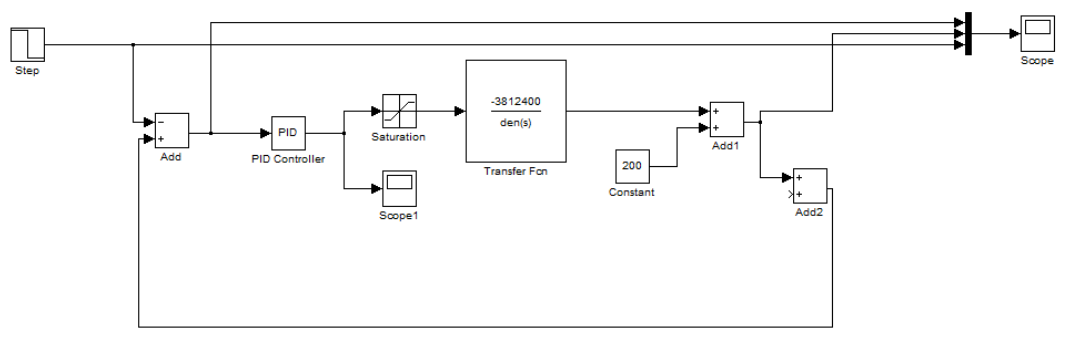 Step
Scope
−
+
Add
PID
PID Controller
Saturation
Scope1
-3812400
den(s)
Transfer Fcn
200
Constant
+
+
Add1
+
+
Add2